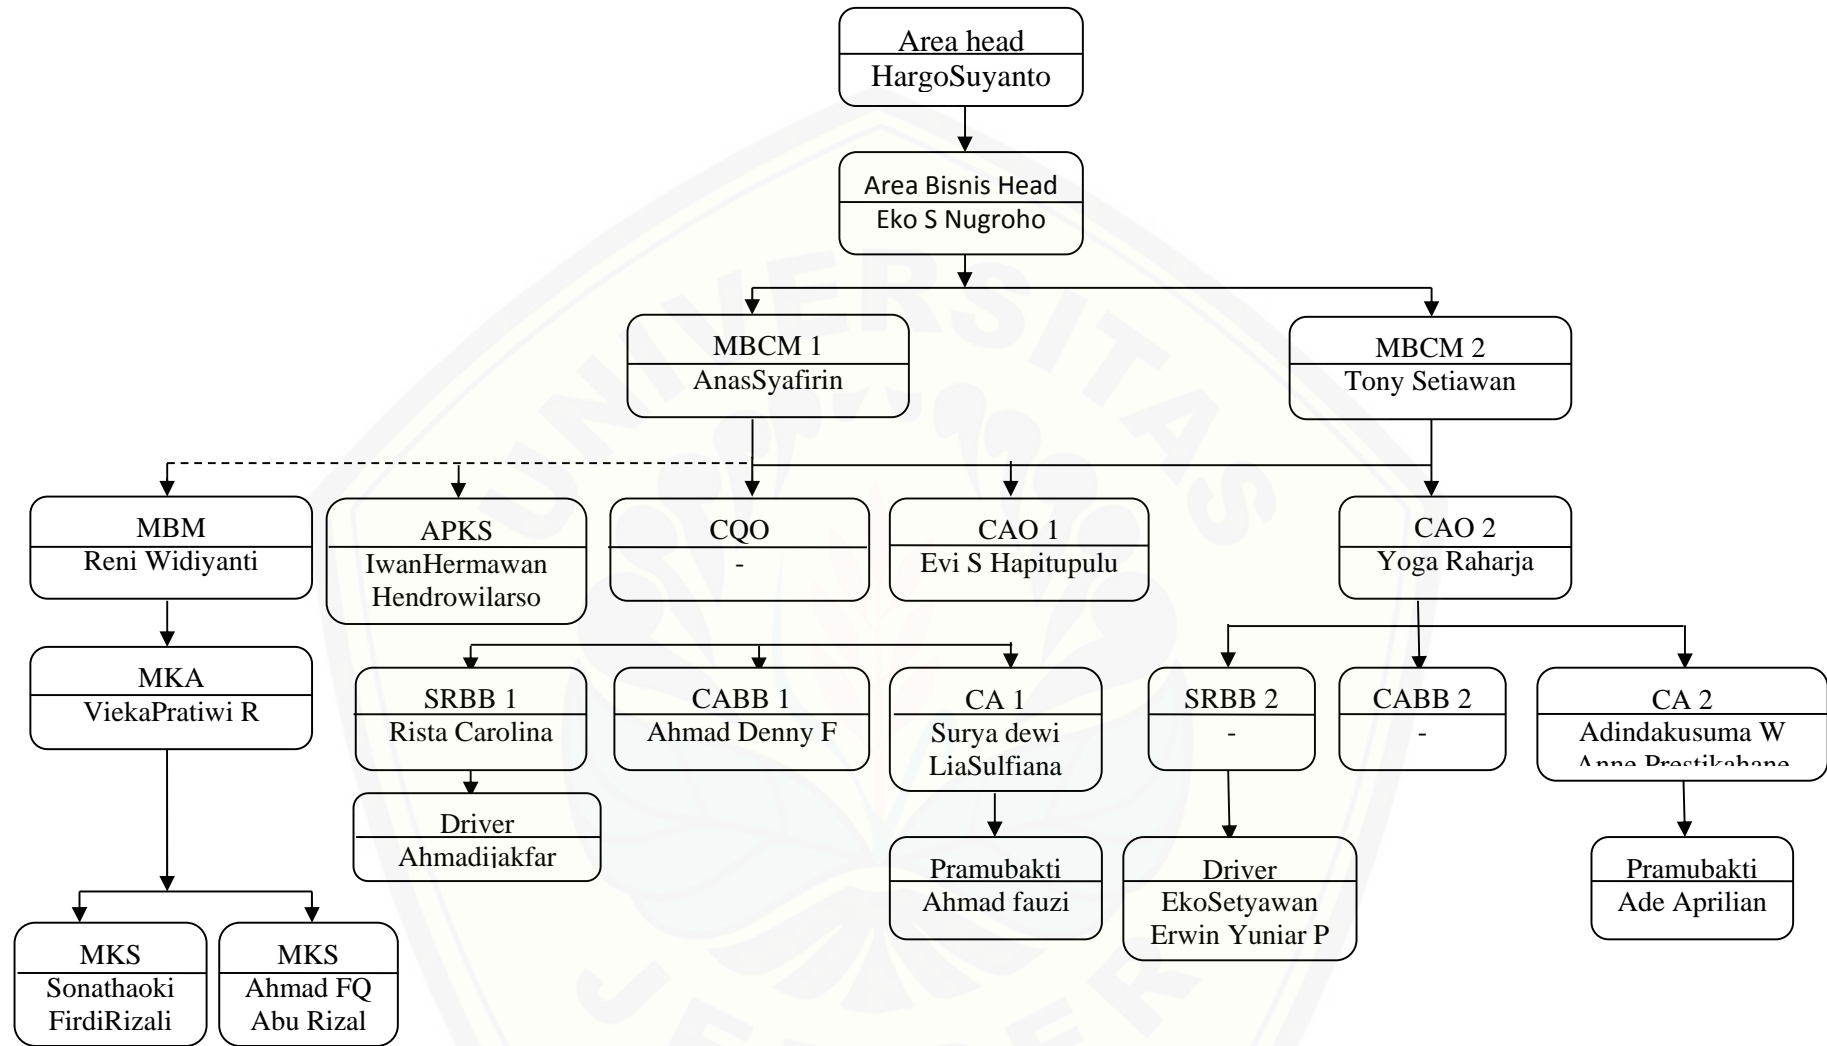 Area head
HargoSuyanto
Area Bisnis Head
Eko S Nugroho
MBCM 1
AnasSyafirin
MBCM 2
Tony Setiawan
MBM
Reni Widiyanti
APKS
IwanHermawan
Hendrowilarso
CQO
-
CAO 1
Evi S Hapitupulu
CAO 2
Yoga Raharja
MKA
ViekaPratiwi R
SRBB 1
Rista Carolina
CABB 1
Ahmad Denny F
CA 1
Surya dewi
LiaSulfiana
SRBB 2
-
CABB 2
-
CA 2
Adindakusuma W
Anne Prestikahane
Driver
Ahmadijakfar
Pramubakti
Ahmad fauzi
Driver
EkoSetyawan
Erwin Yuniar P
Pramubakti
Ade Aprilian
MKS
Sonathaoki
FirdiRizali
MKS
Ahmad FQ
Abu Rizal
UNIVERSITAS